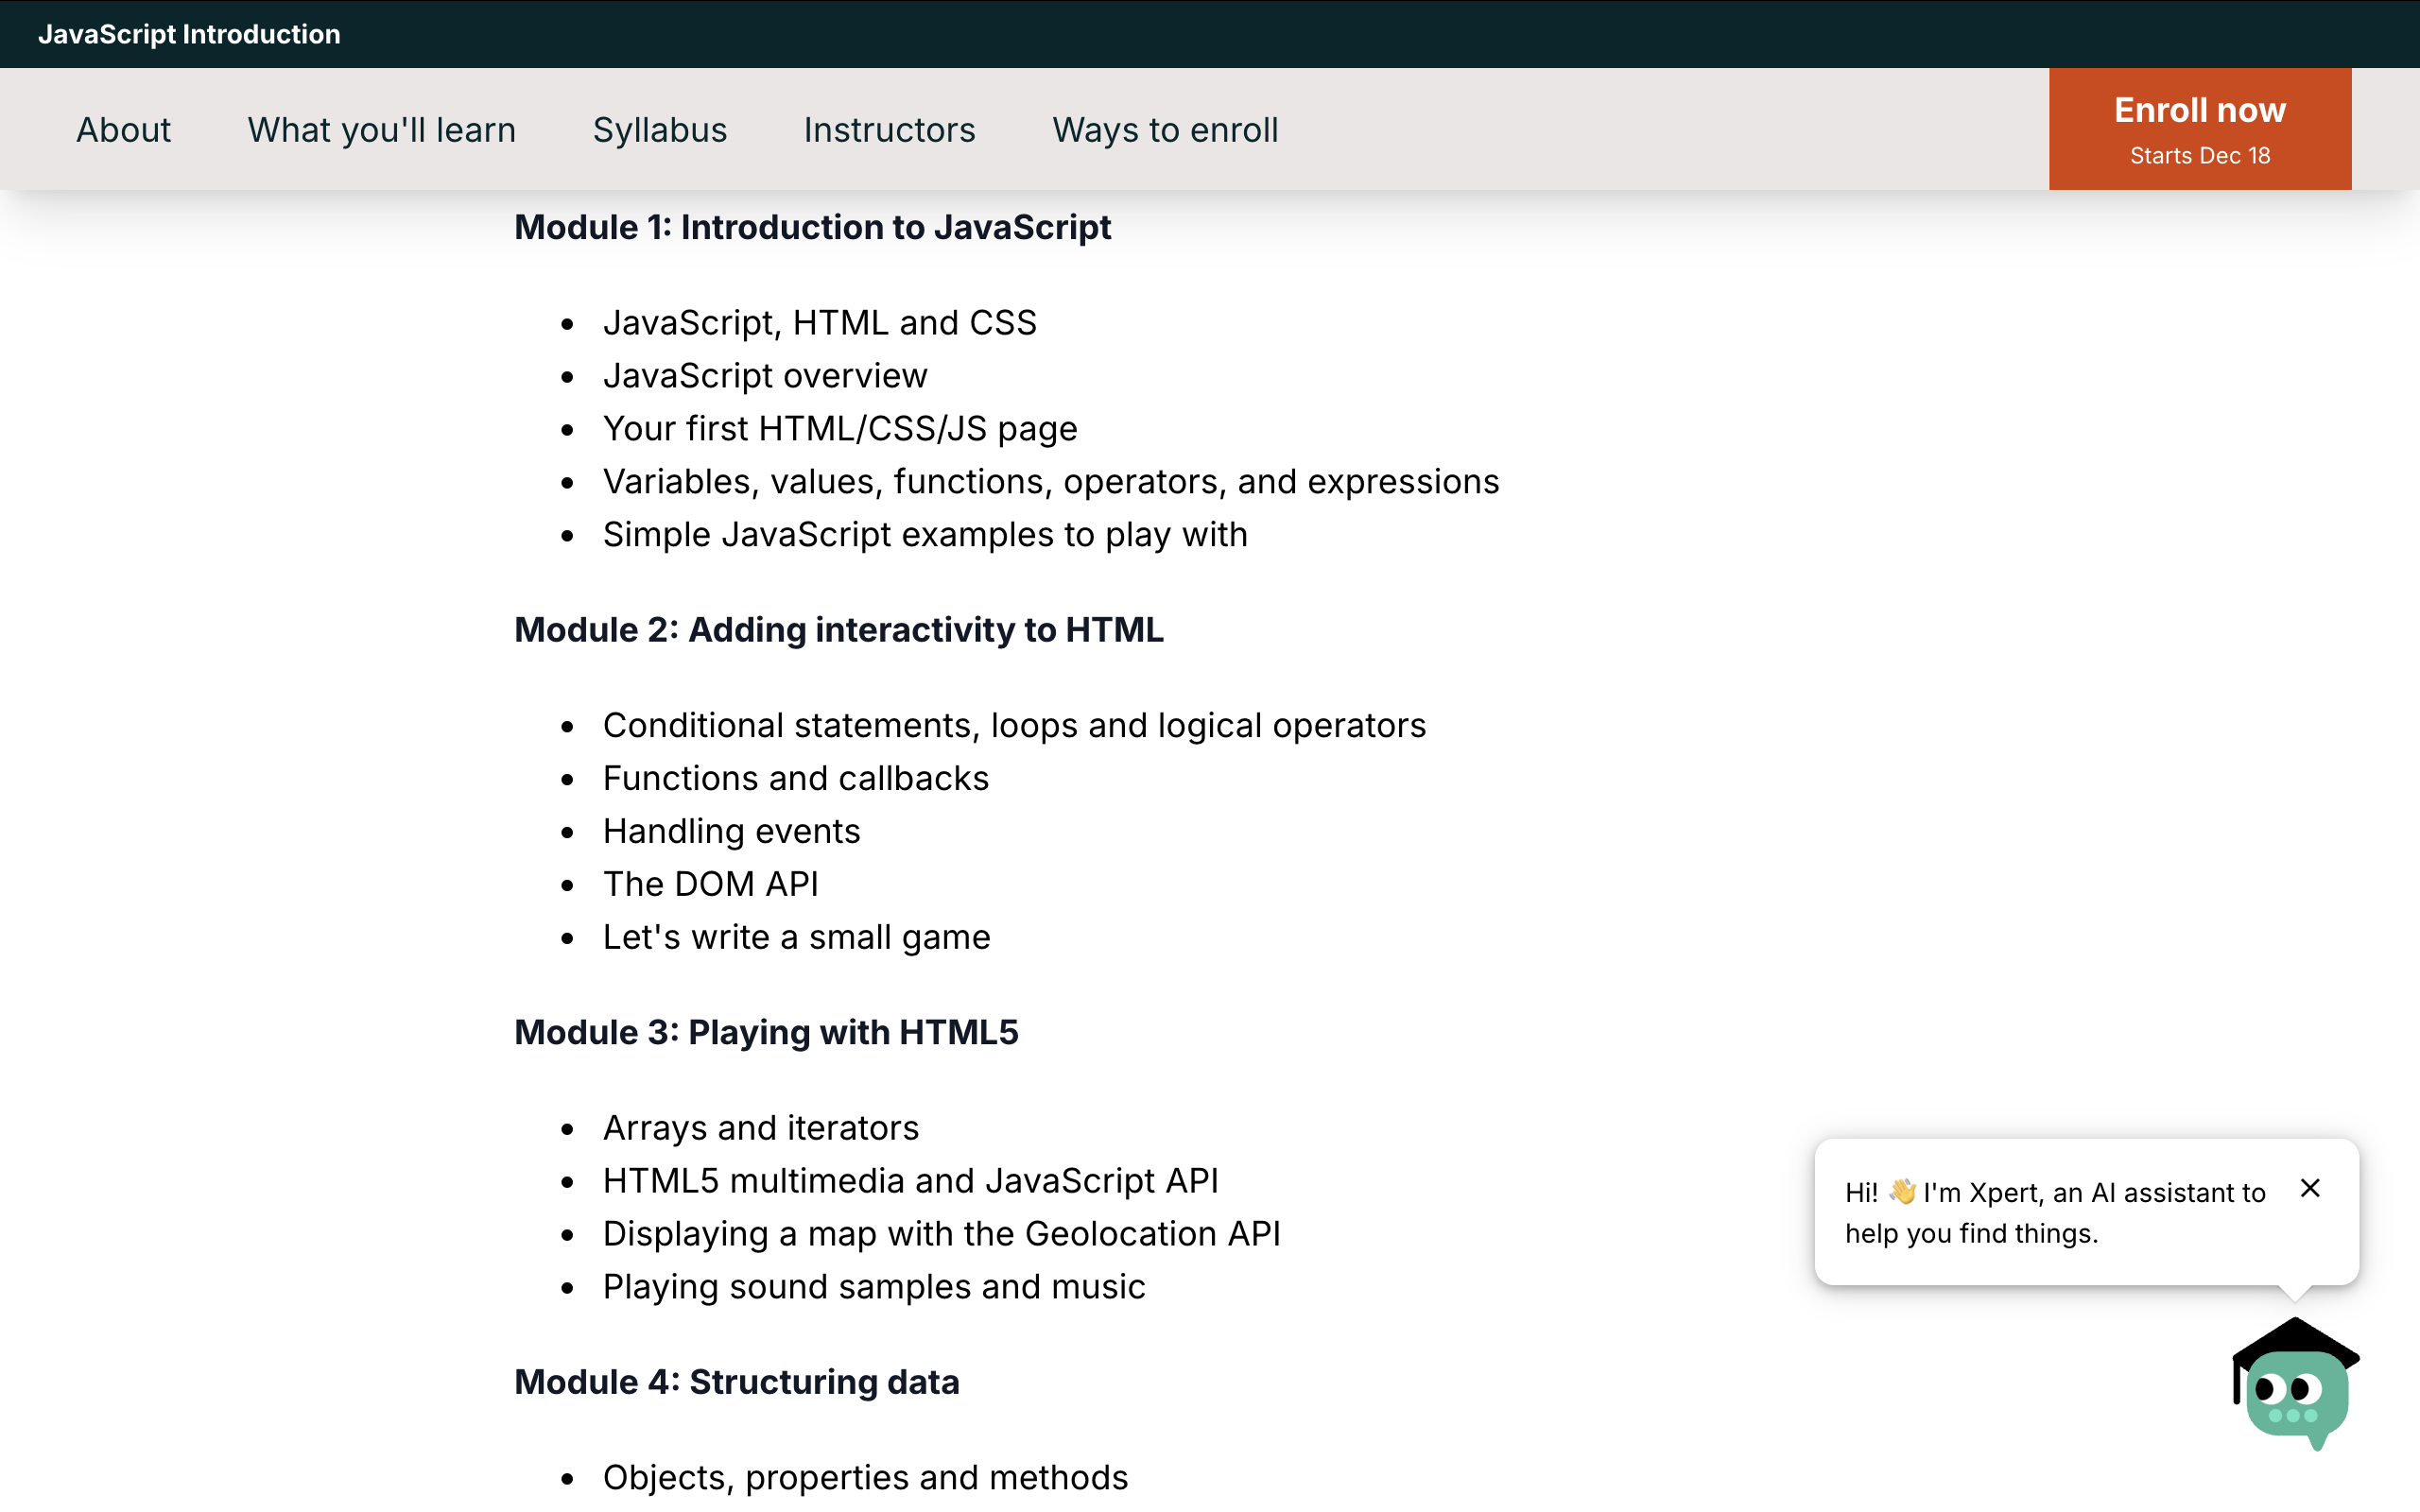 JavaScript Introduction
About
What you'll learn
Syllabus
Instructors
Ways to enroll
Enroll now
Starts Dec 18
Module 1: Introduction to JavaScript
JavaScript, HTML and CSS
JavaScript overview
Your first HTML/CSS/JS page
Variables, values, functions, operators, and expressions
Simple JavaScript examples to play with
Module 2: Adding interactivity to HTML
Conditional statements, loops and logical operators
Functions and callbacks
Handling events
The DOM API
Let's write a small game
Module 3: Playing with HTML5
Arrays and iterators
HTML5 multimedia and JavaScript API
Displaying a map with the Geolocation API
Playing sound samples and music
Module 4: Structuring data
Objects, properties and methods
Hi! 👋 I'm Xpert, an AI assistant to
help you find things.